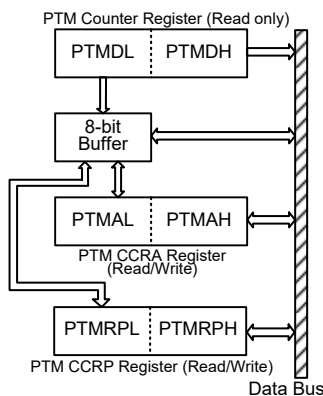 PTM Counter Register (Read only)
PTMDL PTMDH
8-bit
Buffer
PTMAL PTMAH
PTM CCRA Register
(Read/Write)
PTMRPL PTMRPH
PTM CCRP Register (Read/Write)
Data Bus